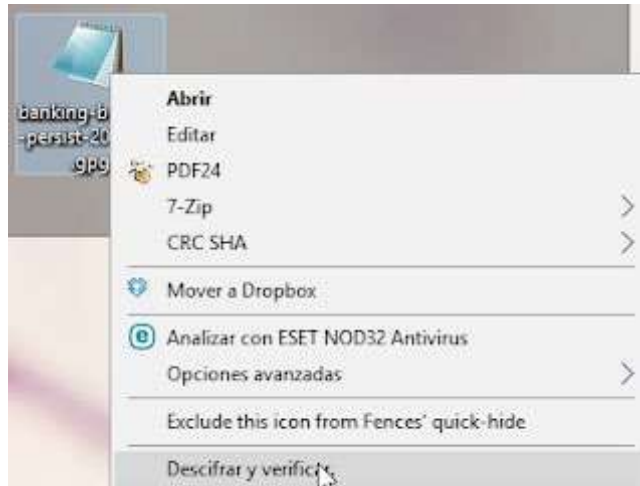 banking-b
-persist-20
.gpg
Abrir
Editar
PDF24
7-Zip
CRC SHA
Mover a Dropbox
Analizar con ESET NOD32 Antivirus
Opciones avanzadas
Exclude this icon from Fences' quick-hide
Descifrar y verificar